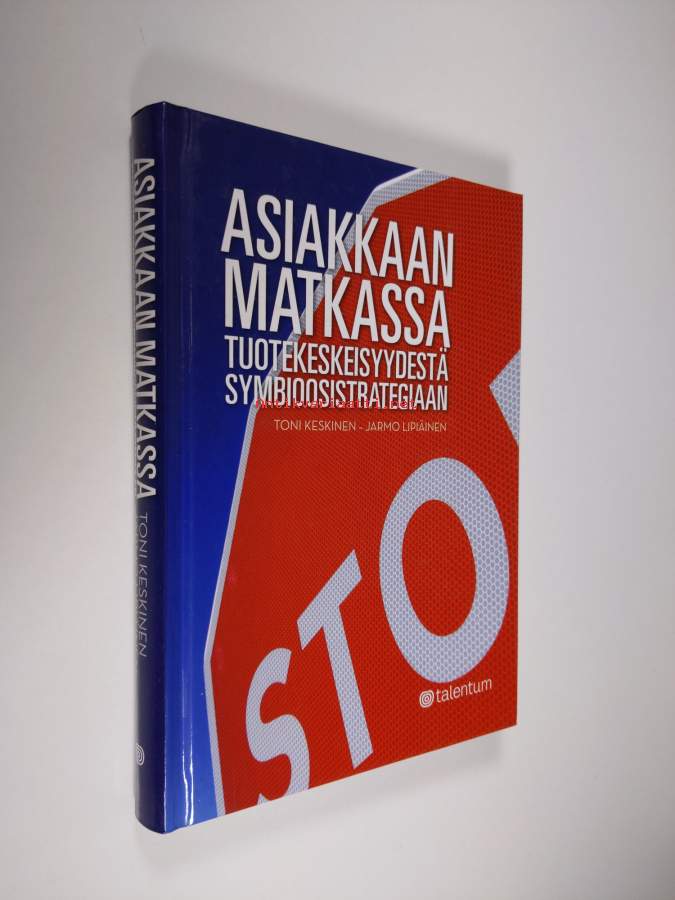 ASIAKKAAN MATKASSA
TONI KESKINEN
ASIAKKAAN
MATKASSA
TUOTEKESKEISYYDESTÄ
SYMBIOOSISTRATEGIAAN
TONI KESKINEN - JARMO LIPIÄINEN
STO
talentum